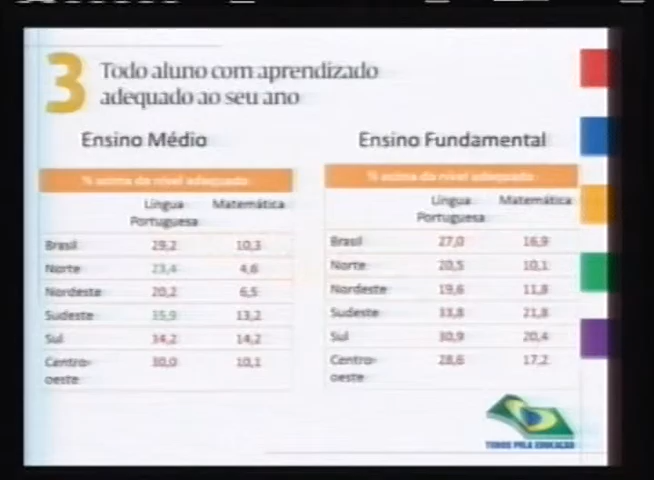 3 Todo aluno com aprendizado
adequado ao seu ano
Ensino Médio
% acima do nível adequado
Língua Portuguesa Matemática
Brasil 29,2 10,3
Norte 23,4 4,6
Nordeste 20,2 6,5
Sudeste 35,9 13,2
Sul 34,2 14,2
Centro-oeste 30,0 10,1
Ensino Fundamental
% acima do nível adequado
Língua Portuguesa Matemática
Brasil 27,0 16,9
Norte 20,5 10,1
Nordeste 19,6 11,8
Sudeste 33,8 21,8
Sul 30,9 20,4
Centro-oeste 28,6 17,2
TODOS PELA EDUCAÇÃO